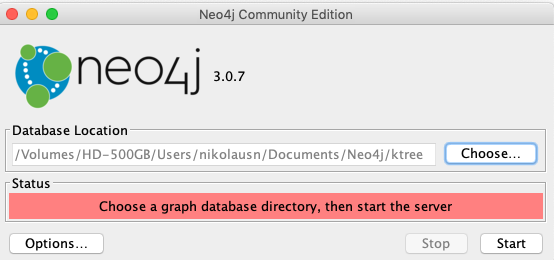 Neo4j Community Edition
neo4j 3.0.7
Database Location
/Volumes/HD-500GB/Users/nikolausn/Documents/Neo4j/ktree Choose...
Status
Choose a graph database directory, then start the server
Options... Stop Start